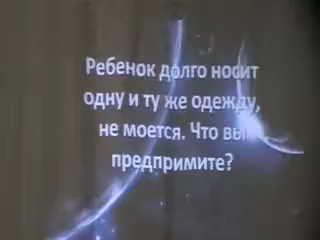 Ребенок долго носит
одну и ту же одежду,
не моется. Что вы
предпримите?